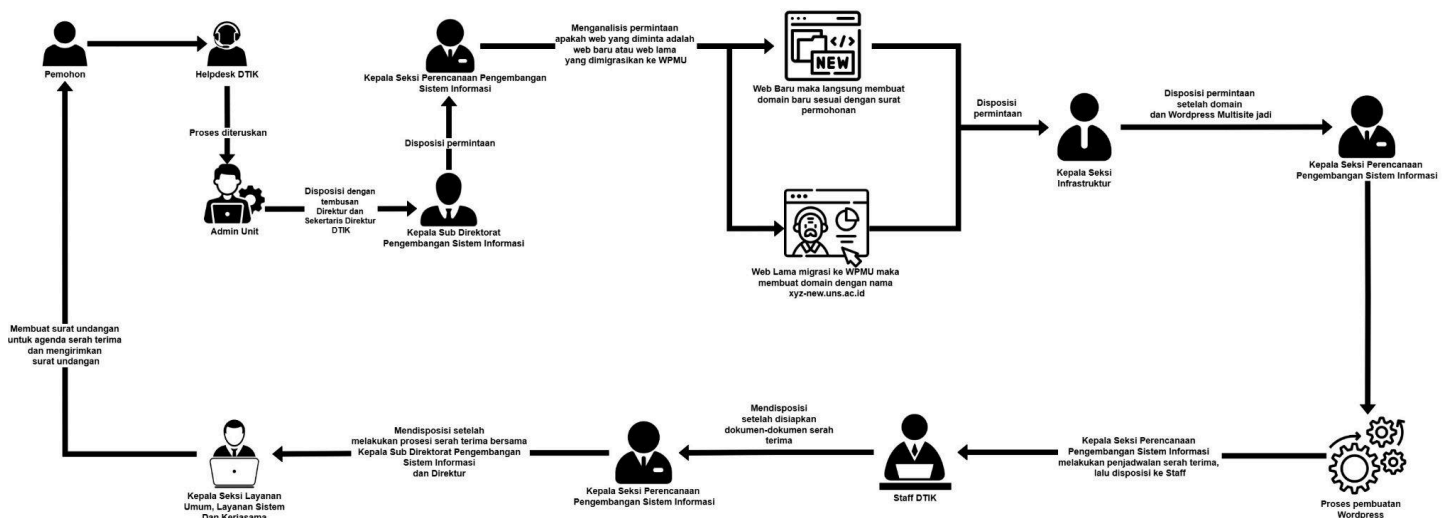 Pemohon
Helpdesk DTIK
Proses diteruskan
Admin Unit
Disposisi dengan
tembusan
Direktur dan
Sekertaris Direktur
DTIK
Kepala Sub Direktorat
Pengembangan Sistem Informasi
Disposisi permintaan
Kepala Seksi Perencanaan Pengembangan
Sistem Informasi
Menganalisis permintaan
apakah web yang diminta adalah
web baru atau web lama
yang dimigrasikan ke WPMU
</>
NEW
Web Baru maka langsung membuat
domain baru sesuai dengan surat
permohonan
Web Lama migrasi ke WPMU maka
membuat domain dengan nama
xyz-new.uns.ac.id
Disposisi
permintaan
Kepala Seksi
Infrastruktur
Disposisi permintaan
setelah domain
dan Wordpress Multisite jadi
Kepala Seksi Perencanaan
Pengembangan Sistem Informasi
Proses pembuatan
Wordpress
Kepala Seksi Perencanaan
Pengembangan Sistem Informasi
melakukan penjadwalan serah terima,
lalu disposisi ke Staff
Staff DTIK
Mendisposisi
setelah disiapkan
dokumen-dokumen serah
terima
Kepala Seksi Perencanaan
Pengembangan Sistem Informasi
Mendisposisi setelah
melakukan prosesi serah terima bersama
Kepala Sub Direktorat Pengembangan
Sistem Informasi
dan Direktur
Kepala Seksi Layanan
Umum, Layanan Sistem
Dan Kerjasama
Membuat surat undangan
untuk agenda serah terima
dan mengirimkan
surat undangan